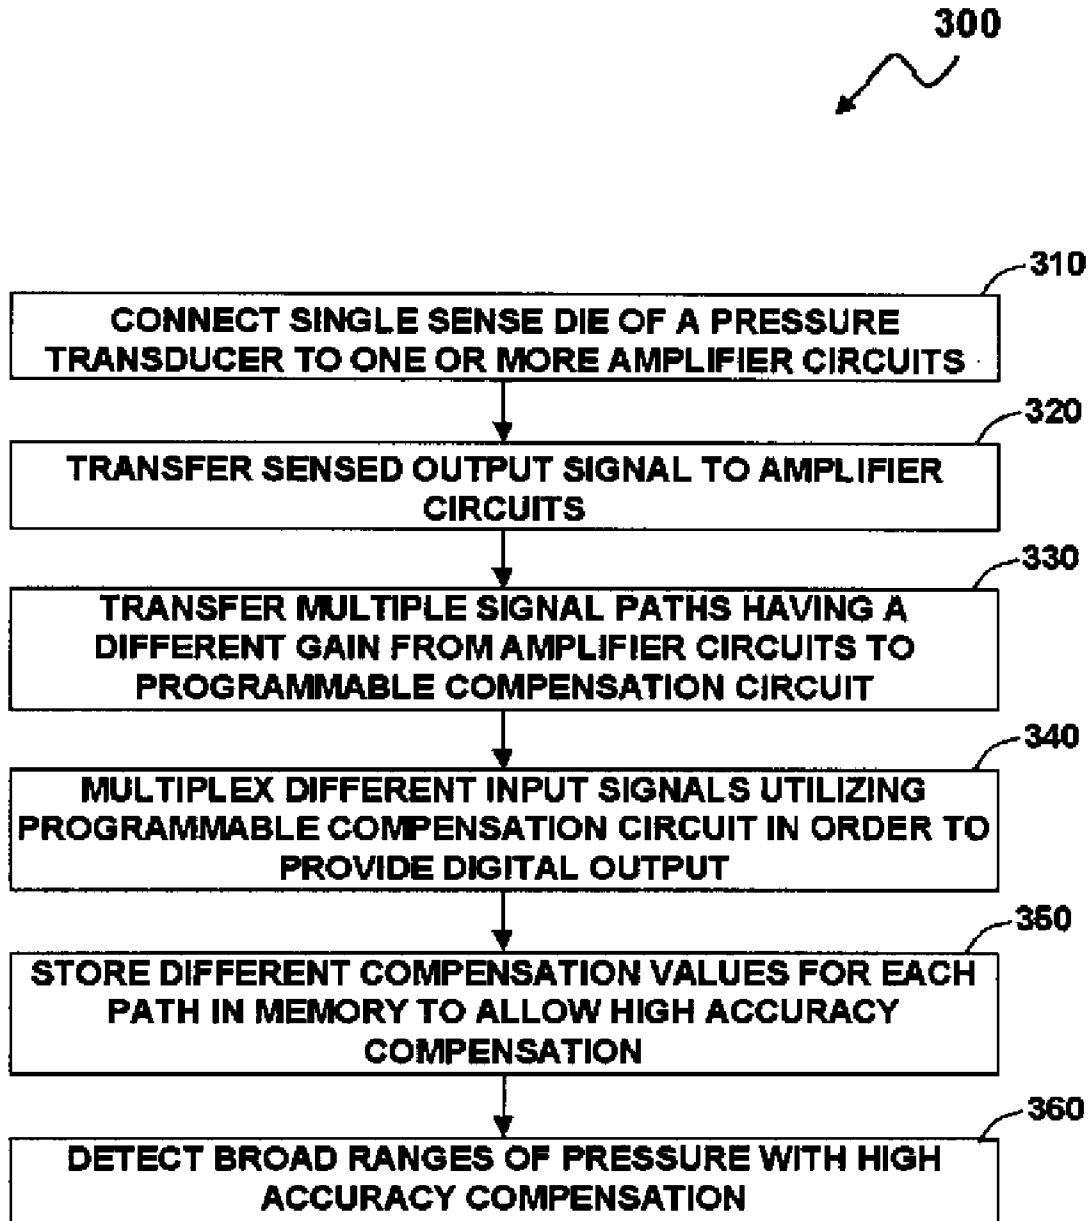 300
310
CONNECT SINGLE SENSE DIE OF A PRESSURE
TRANSDUCER TO ONE OR MORE AMPLIFIER CIRCUITS
320
TRANSFER SENSED OUTPUT SIGNAL TO AMPLIFIER
CIRCUITS
330
TRANSFER MULTIPLE SIGNAL PATHS HAVING A
DIFFERENT GAIN FROM AMPLIFIER CIRCUITS TO
PROGRAMMABLE COMPENSATION CIRCUIT
340
MULTIPLEX DIFFERENT INPUT SIGNALS UTILIZING
PROGRAMMABLE COMPENSATION CIRCUIT IN ORDER TO
PROVIDE DIGITAL OUTPUT
350
STORE DIFFERENT COMPENSATION VALUES FOR EACH
PATH IN MEMORY TO ALLOW HIGH ACCURACY
COMPENSATION
360
DETECT BROAD RANGES OF PRESSURE WITH HIGH
ACCURACY COMPENSATION